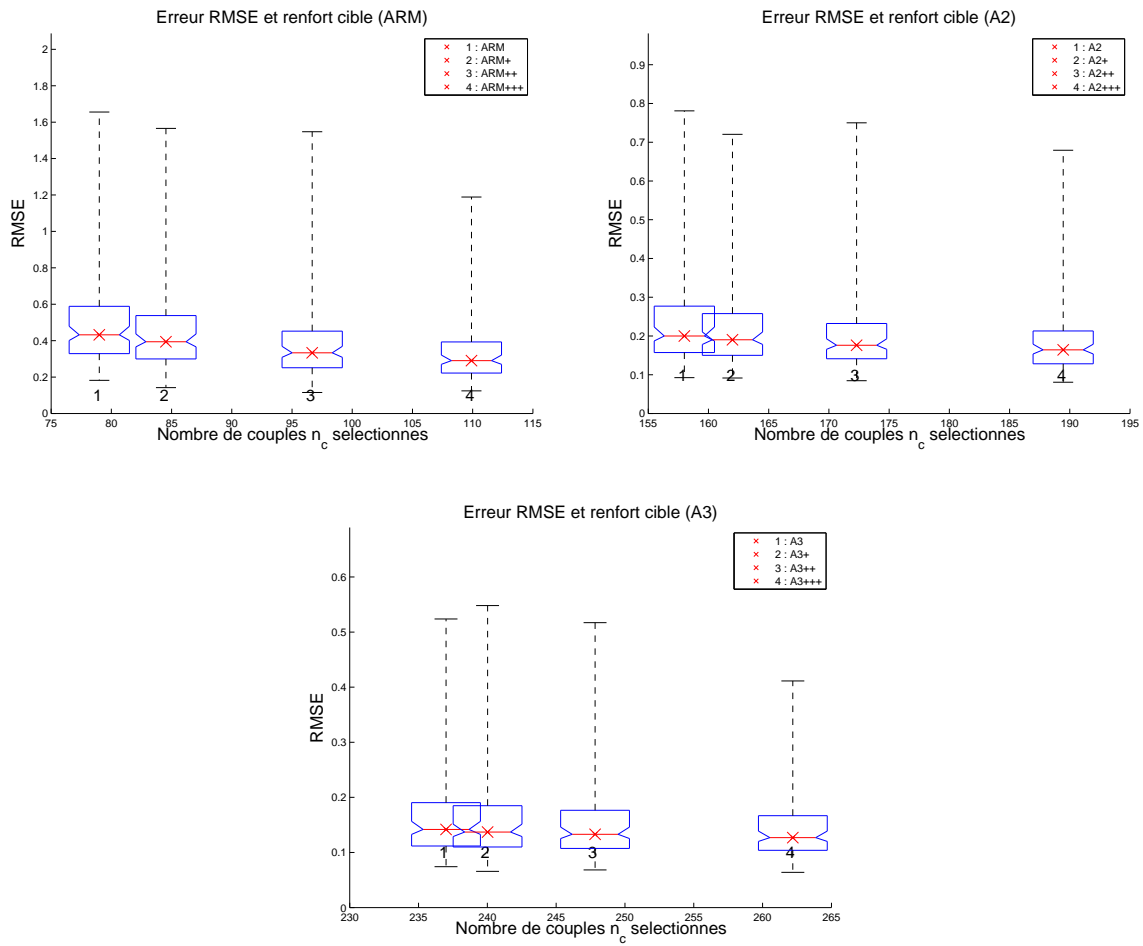 Erreur RMSE et renfort cible (ARM)
1 : ARM
2 : ARM+
3 : ARM++
4 : ARM+++
RMSE
2
1.8
1.6
1.4
1.2
1
0.8
0.6
0.4
0.2
0
1
2
3
4
75 80 85 90 95 100 105 110 115
Nombre de couples n_c selectionnes
Erreur RMSE et renfort cible (A2)
1 : A2
2 : A2+
3 : A2++
4 : A2+++
RMSE
0.9
0.8
0.7
0.6
0.5
0.4
0.3
0.2
0.1
0
1
2
3
4
155 160 165 170 175 180 185 190 195
Nombre de couples n_c selectionnes
Erreur RMSE et renfort cible (A3)
1 : A3
2 : A3+
3 : A3++
4 : A3+++
RMSE
0.6
0.5
0.4
0.3
0.2
0.1
0
1
2
3
4
230 235 240 245 250 255 260 265
Nombre de couples n_c selectionnes